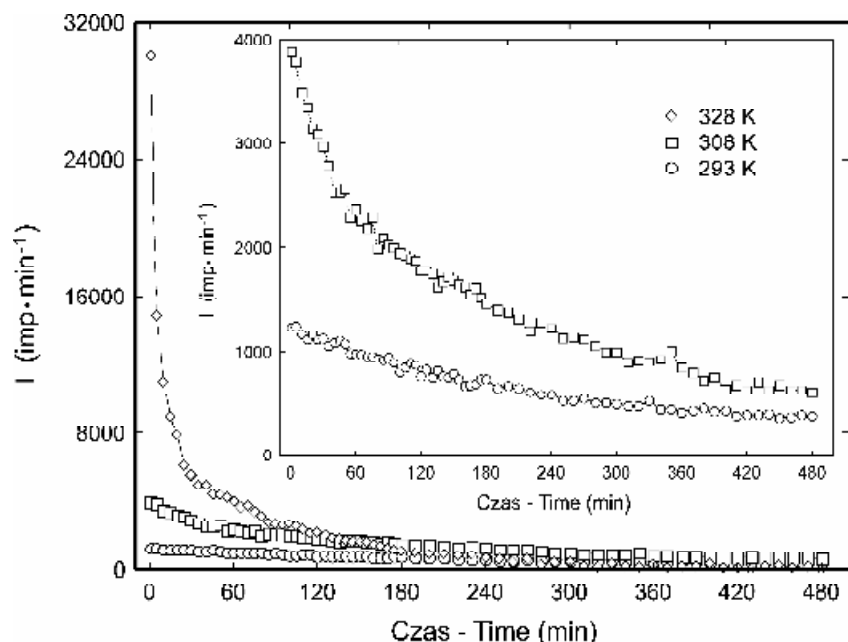 32000
24000
16000
8000
0
I (imp•min⁻¹)
0 60 120 180 240 300 360 420 480
Czas - Time (min)
4000
3000
2000
1000
0
I (imp•min⁻¹)
0 60 120 180 240 300 360 420 480
Czas - Time (min)
328 K
308 K
293 K